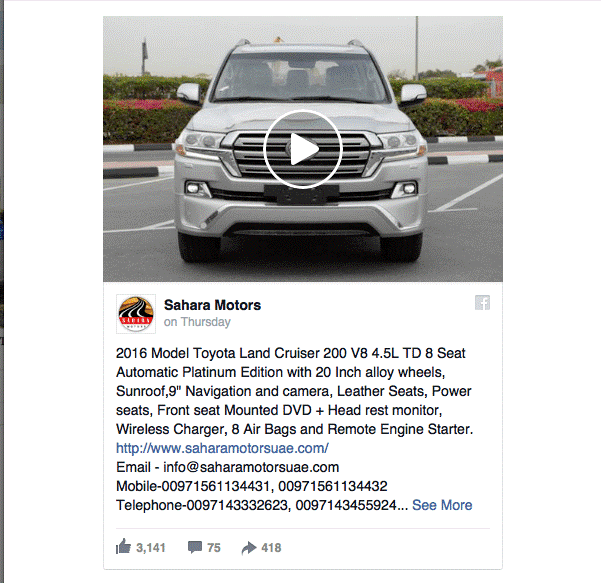 Sahara Motors
on Thursday
SAHARA
MOTORS
2016 Model Toyota Land Cruiser 200 V8 4.5L TD 8 Seat
Automatic Platinum Edition with 20 Inch alloy wheels,
Sunroof,9" Navigation and camera, Leather Seats, Power
seats, Front seat Mounted DVD + Head rest monitor,
Wireless Charger, 8 Air Bags and Remote Engine Starter.
http://www.saharamotorsuae.com/
Email - info@saharamotorsuae.com
Mobile-00971561134431, 00971561134432
Telephone-0097143332623, 0097143455924... See More
3,141 75 418